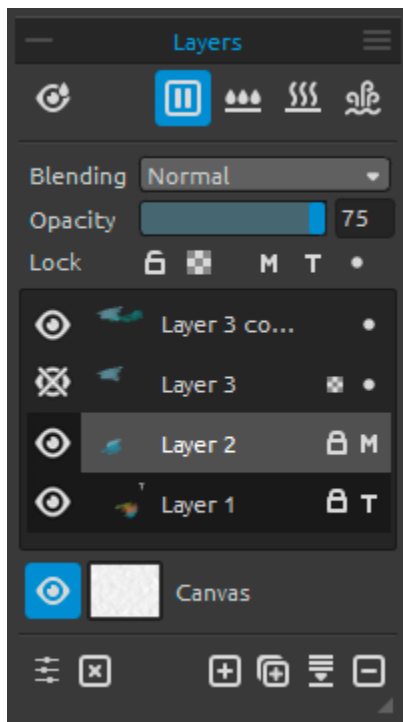 Layers
Blending Normal
Opacity 75
Lock M T
Layer 3 co...
Layer 3
Layer 2 M
T
Layer 1 T
Canvas